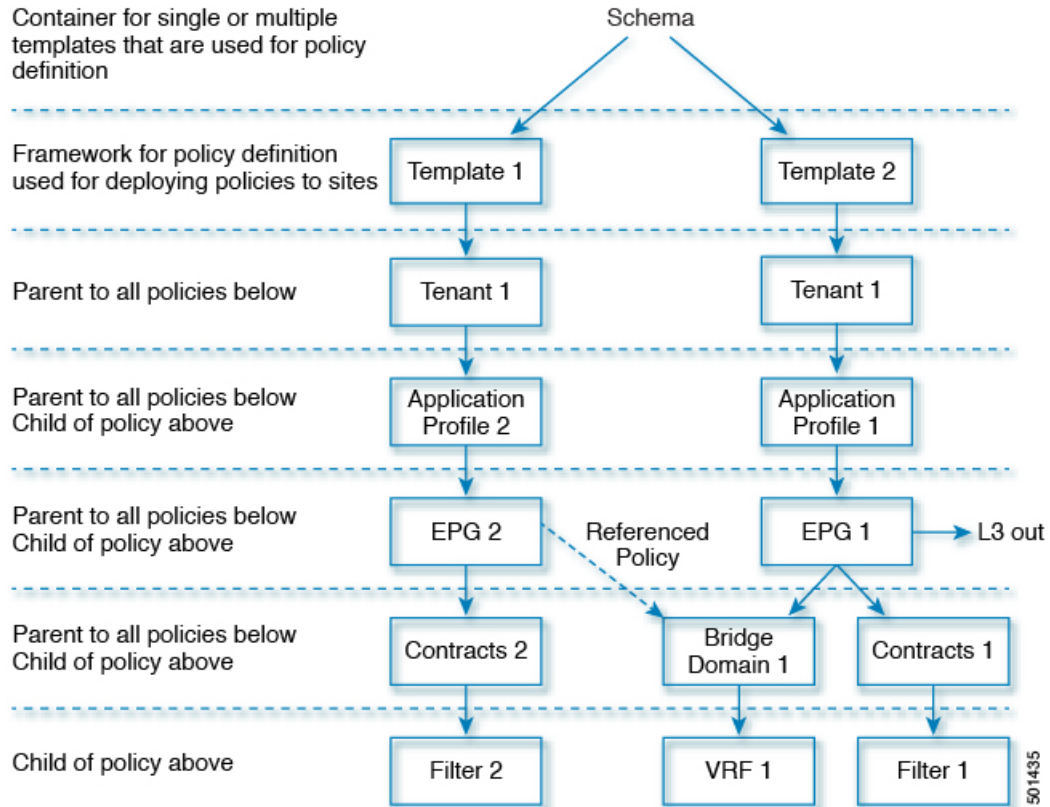 Container for single or multiple
templates that are used for policy
definition
Schema
Framework for policy definition
used for deploying policies to sites
Template 1
Template 2
Parent to all policies below
Tenant 1
Tenant 1
Parent to all policies below
Child of policy above
Application
Profile 2
Application
Profile 1
Parent to all policies below
Child of policy above
EPG 2
Referenced
Policy
EPG 1
L3 out
Parent to all policies below
Child of policy above
Contracts 2
Bridge
Domain 1
Contracts 1
Child of policy above
Filter 2
VRF 1
Filter 1
501435